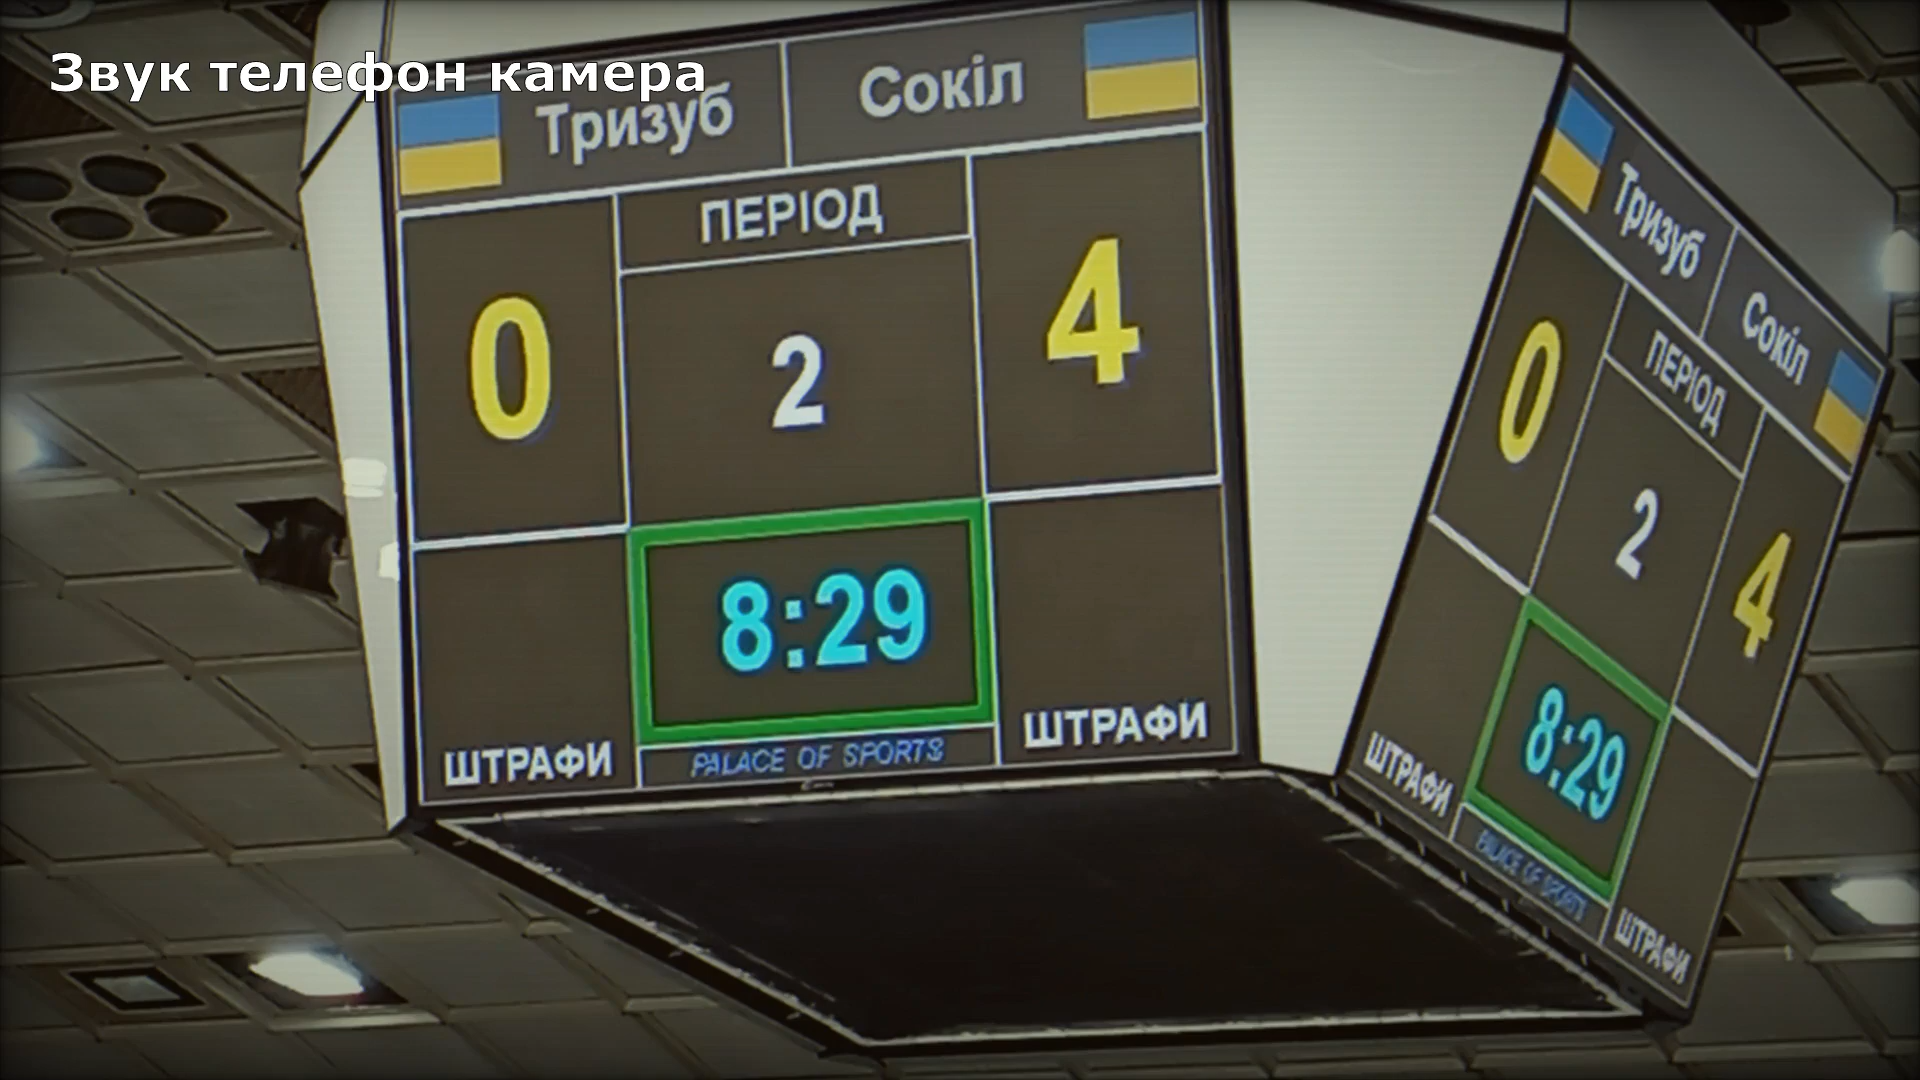 Звук телефон камера
Тризуб Сокіл
ПЕРІОД
0 2 4
8:29
ШТРАФИ PALACE OF SPORTS ШТРАФИ
Тризуб Сокіл
ПЕРІОД
0 2 4
8:29
ШТРАФИ PALACE OF SPORTS ШТРАФИ